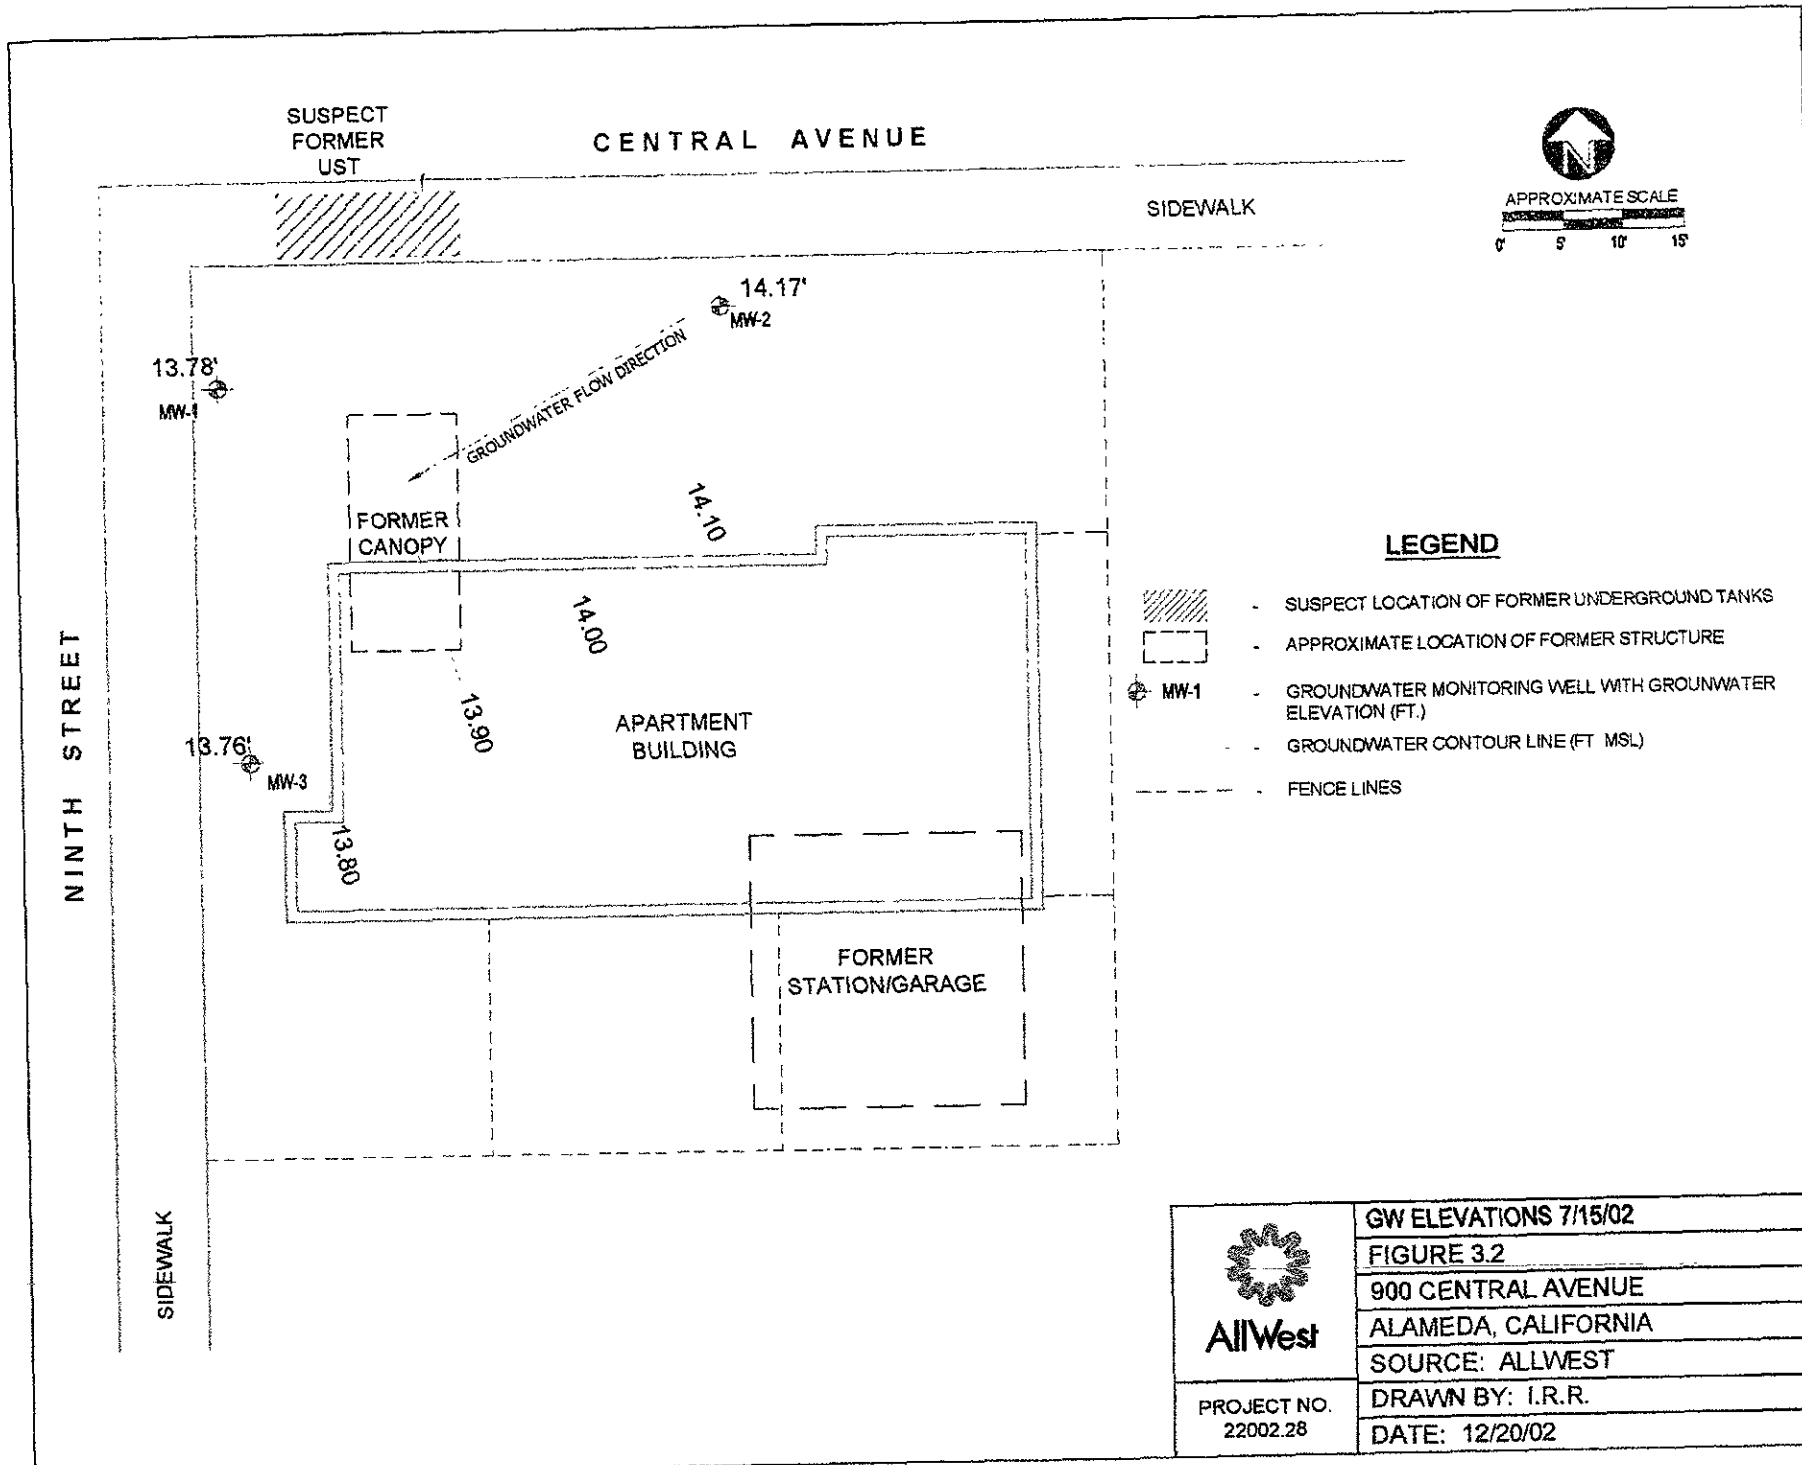 SUSPECT
FORMER
UST
CENTRAL AVENUE
N
APPROXIMATE SCALE
0' 5' 10' 15'
SIDEWALK
14.17'
MW-2
13.78'
MW-1
GROUNDWATER FLOW DIRECTION
14.10
FORMER
CANOPY
14.00
13.90
APARTMENT
BUILDING
NINTH STREET
13.76'
MW-3
13.80
FORMER
STATION/GARAGE
SIDEWALK
LEGEND
- SUSPECT LOCATION OF FORMER UNDERGROUND TANKS
- APPROXIMATE LOCATION OF FORMER STRUCTURE
MW-1 - GROUNDWATER MONITORING WELL WITH GROUNWATER
ELEVATION (FT.)
- GROUNDWATER CONTOUR LINE (FT MSL)
- FENCE LINES
AllWest
PROJECT NO.
22002.28
GW ELEVATIONS 7/15/02
FIGURE 3.2
900 CENTRAL AVENUE
ALAMEDA, CALIFORNIA
SOURCE: ALLWEST
DRAWN BY: I.R.R.
DATE: 12/20/02